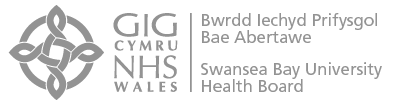 GIG
CYMRU
NHS
WALES
Bwrdd Iechyd Prifysgol
Bae Abertawe
Swansea Bay University
Health Board